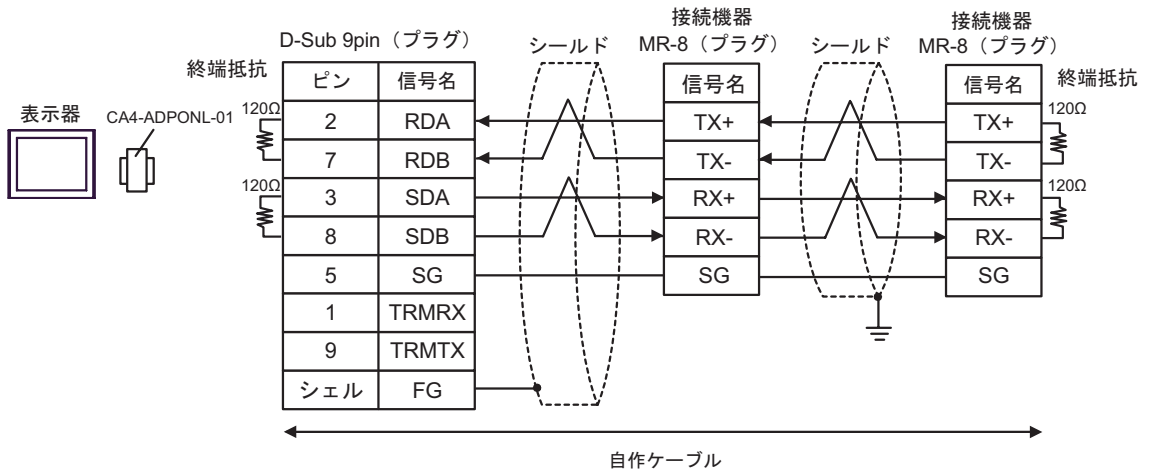 表示器
CA4-ADPONL-01
終端抵抗
120Ω
120Ω
D-Sub 9pin（プラグ）
ピン 信号名
2 RDA
7 RDB
3 SDA
8 SDB
5 SG
1 TRMRX
9 TRMTX
シェル FG
シールド
接続機器
MR-8（プラグ）
信号名
TX+
TX-
RX+
RX-
SG
シールド
接続機器
MR-8（プラグ）
信号名
TX+
TX-
RX+
RX-
SG
終端抵抗
120Ω
120Ω
自作ケーブル